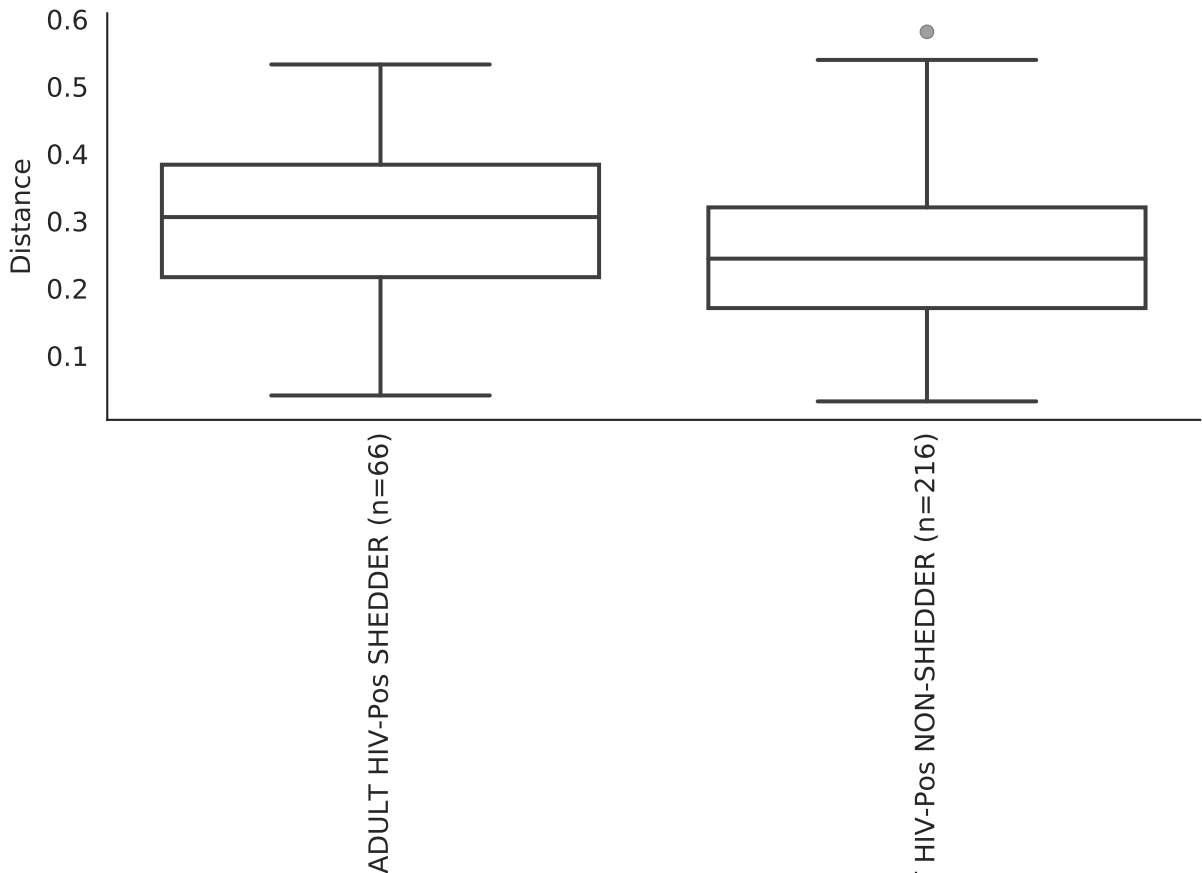 0.6
0.5
0.4
0.3
0.2
0.1
Distance
ADULT HIV-Pos SHEDDER (n=66)
HIV-Pos NON-SHEDDER (n=216)